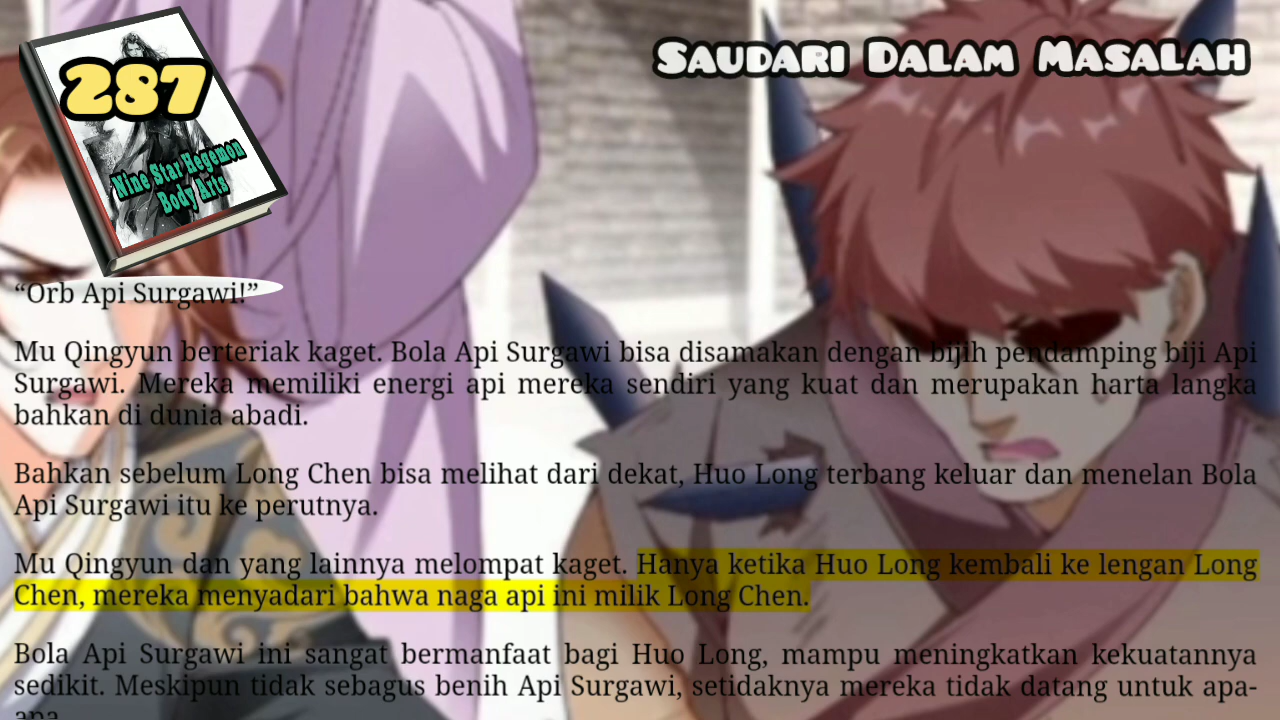 287
Nine Star Hegemon
Body Arts
Saudari Dalam Masalah
“Orb Api Surgawi!”
Mu Qingyun berteriak kaget. Bola Api Surgawi bisa disamakan dengan bijih pendamping biji Api
Surgawi. Mereka memiliki energi api mereka sendiri yang kuat dan merupakan harta langka
bahkan di dunia abadi.
Bahkan sebelum Long Chen bisa melihat dari dekat, Huo Long terbang keluar dan menelan Bola
Api Surgawi itu ke perutnya.
Mu Qingyun dan yang lainnya melompat kaget. Hanya ketika Huo Long kembali ke lengan Long
Chen, mereka menyadari bahwa naga api ini milik Long Chen.
Bola Api Surgawi ini sangat bermanfaat bagi Huo Long, mampu meningkatkan kekuatannya
sedikit. Meskipun tidak sebagus benih Api Surgawi, setidaknya mereka tidak datang untuk apa-
apa.